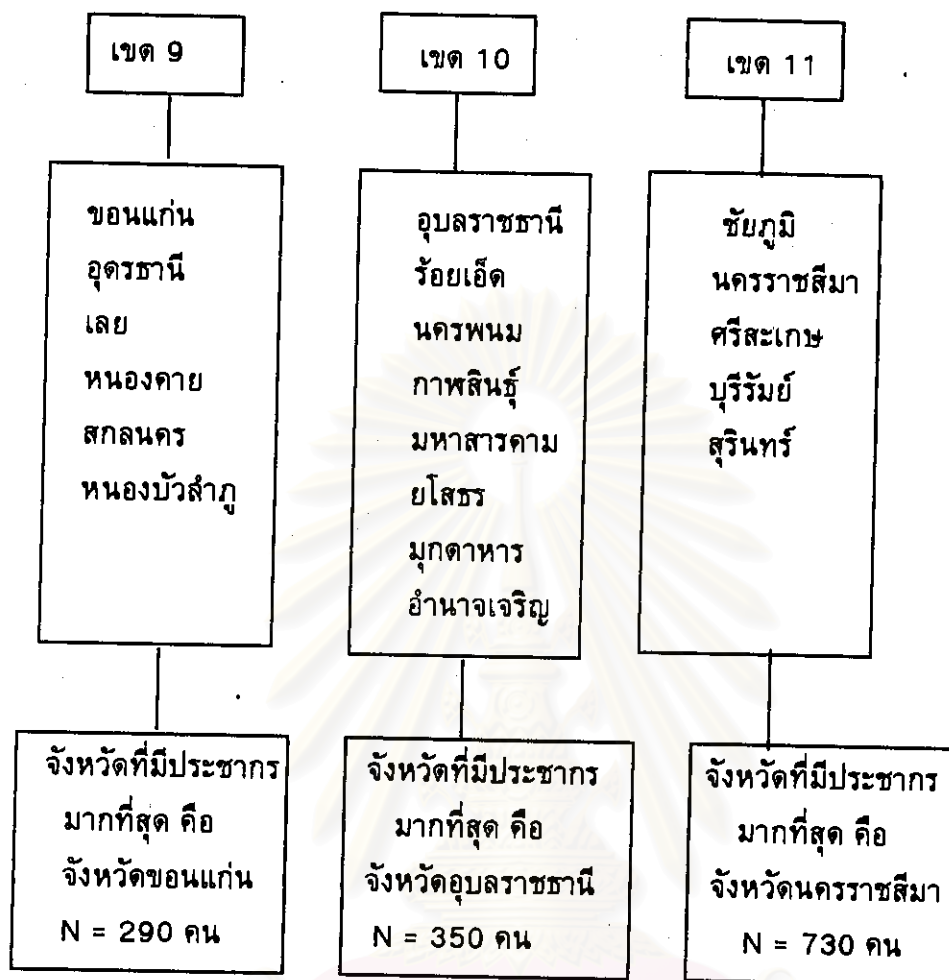 เขต 9
ขอนแก่น
อุดรธานี
เลย
หนองคาย
สกลนคร
หนองบัวลำภู
จังหวัดที่มีประชากร
มากที่สุด คือ
จังหวัดขอนแก่น
N = 290 คน
เขต 10
อุบลราชธานี
ร้อยเอ็ด
นครพนม
กาฬสินธุ์
มหาสารคาม
ยโสธร
มุกดาหาร
อำนาจเจริญ
จังหวัดที่มีประชากร
มากที่สุด คือ
จังหวัดอุบลราชธานี
N = 350 คน
เขต 11
ชัยภูมิ
นครราชสีมา
ศรีสะเกษ
บุรีรัมย์
สุรินทร์
จังหวัดที่มีประชากร
มากที่สุด คือ
จังหวัดนครราชสีมา
N = 730 คน